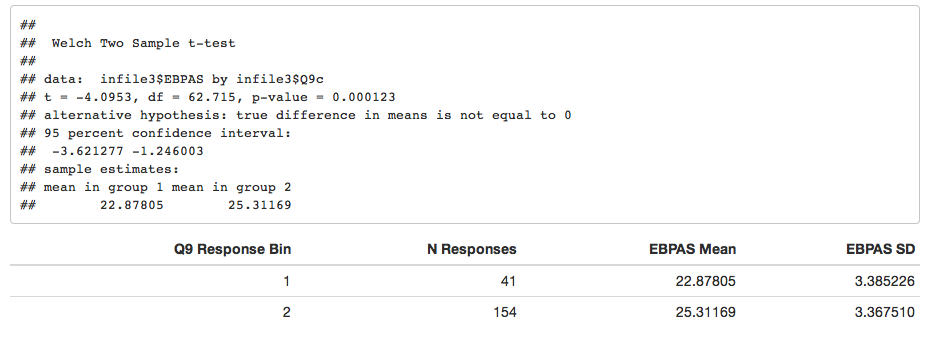 ##
##  Welch Two Sample t-test
##
## data:  infile3$EBPAS by infile3$Q9c
## t = -4.0953, df = 62.715, p-value = 0.000123
## alternative hypothesis: true difference in means is not equal to 0
## 95 percent confidence interval:
##  -3.621277 -1.246003
## sample estimates:
## mean in group 1 mean in group 2
##        22.87805        25.31169
Q9 Response Bin N Responses EBPAS Mean EBPAS SD
1 41 22.87805 3.385226
2 154 25.31169 3.367510